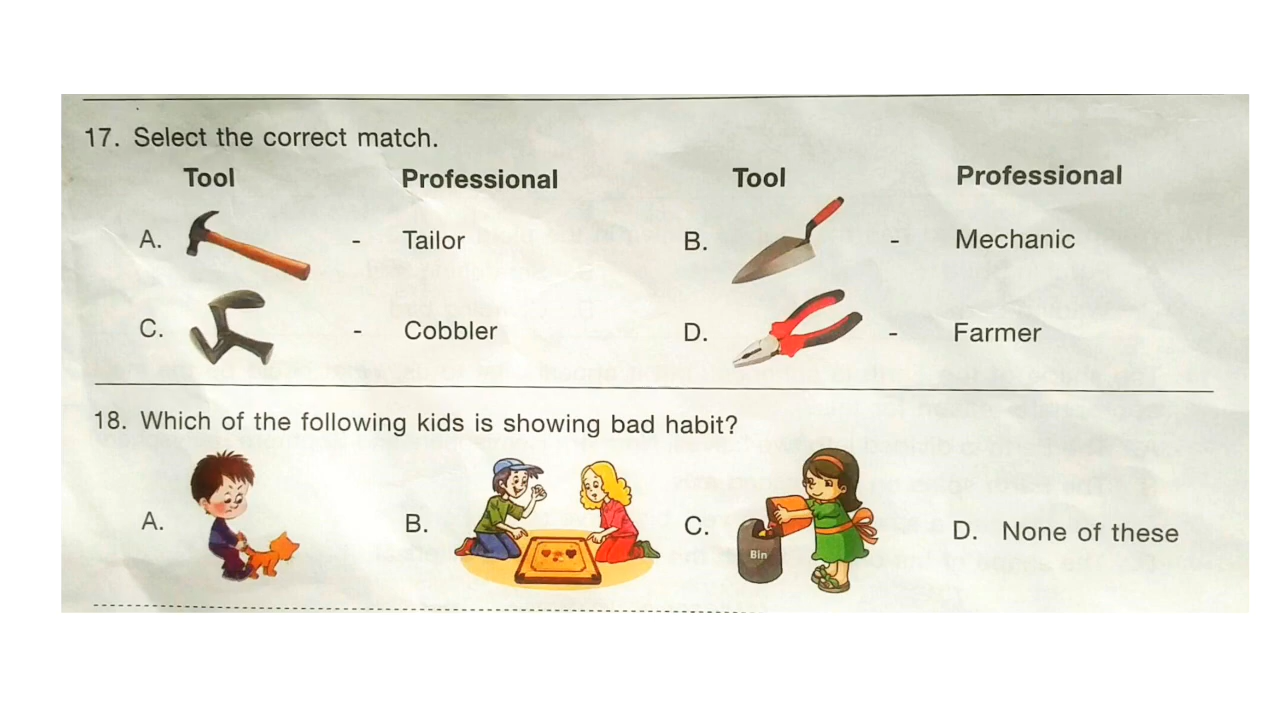 17. Select the correct match.
Tool Professional Tool Professional
A. - Tailor B. - Mechanic
C. - Cobbler D. - Farmer
18. Which of the following kids is showing bad habit?
A. B. C. Bin D. None of these